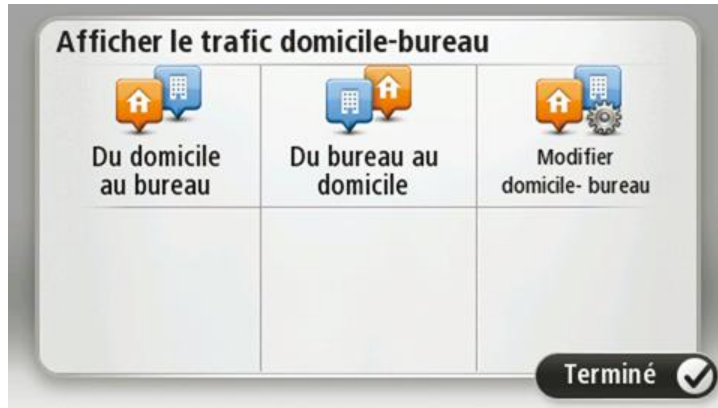 Afficher le trafic domicile-bureau
Du domicile
au bureau
Du bureau au
domicile
Modifier
domicile- bureau
Terminé